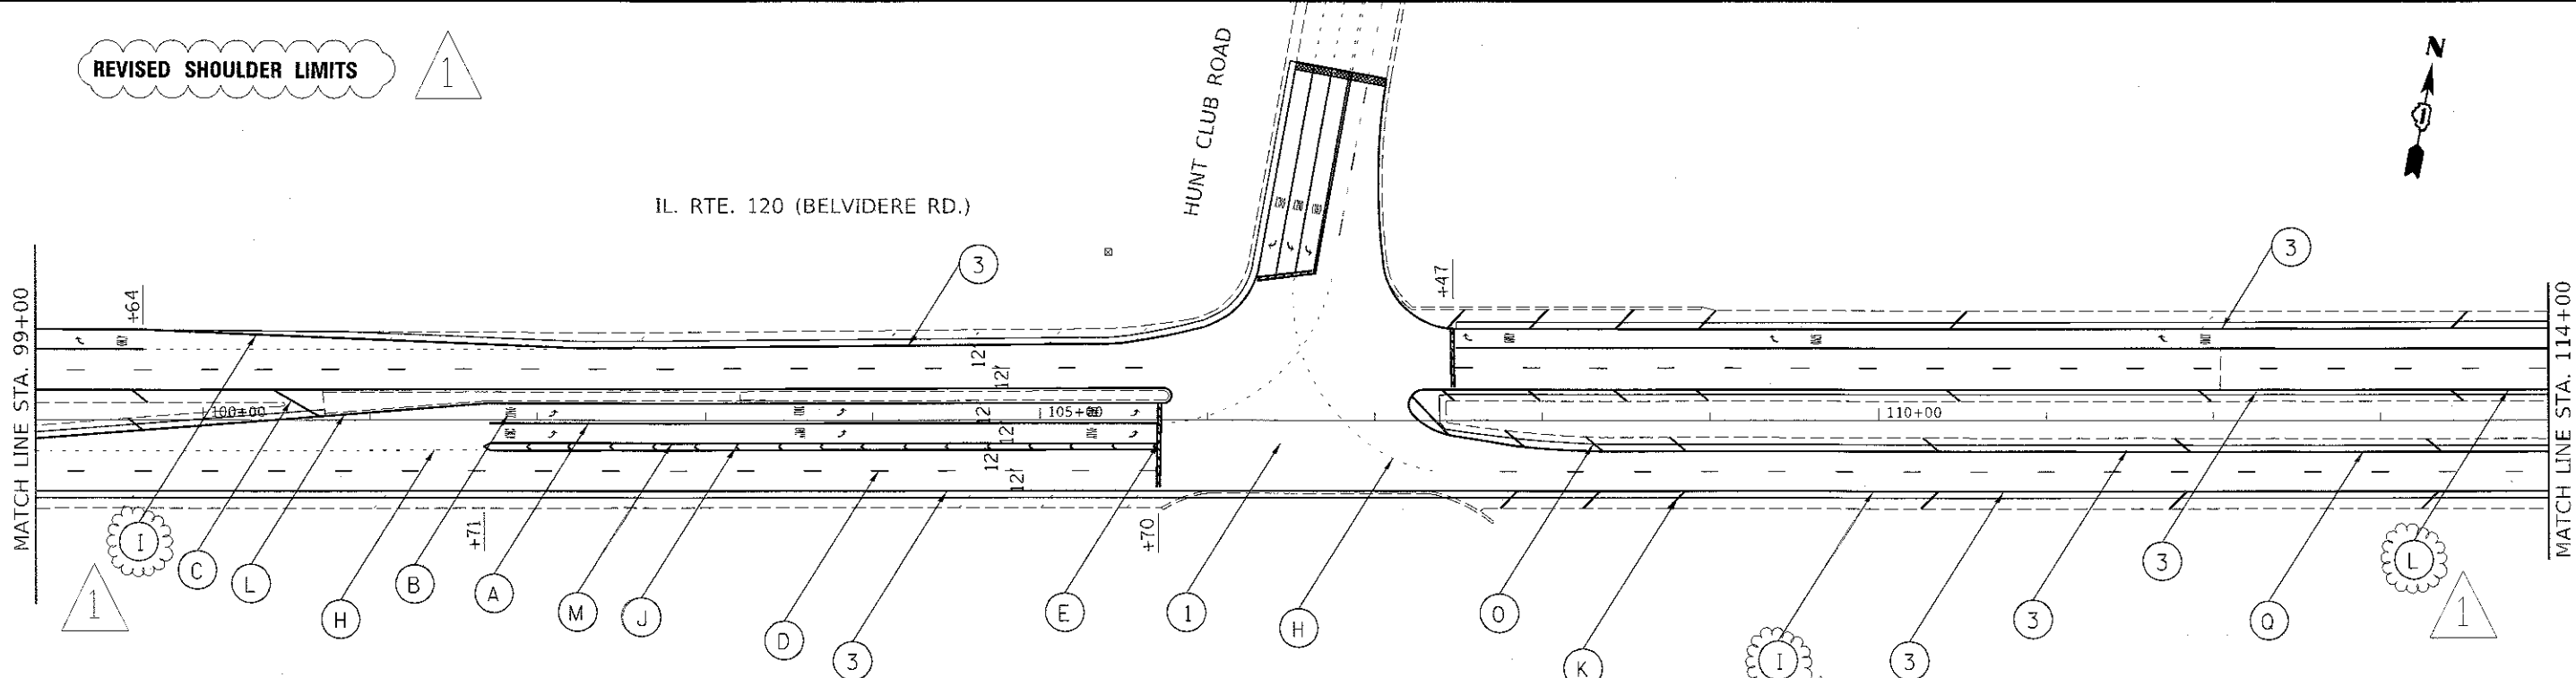 REVISED SHOULDER LIMITS
1
N
HUNT CLUB ROAD
IL. RTE. 120 (BELVIDERE RD.)
3
3
+64
+47
MATCH LINE STA. 99+00
MATCH LINE STA. 114+00
12'
12'
100+00
105+00
110+00
12'
12'
12'
12'
ONLY
+71
+70
I
C
L
H
B
A
M
J
D
3
E
1
H
O
K
I
3
3
3
Q
L
1
1